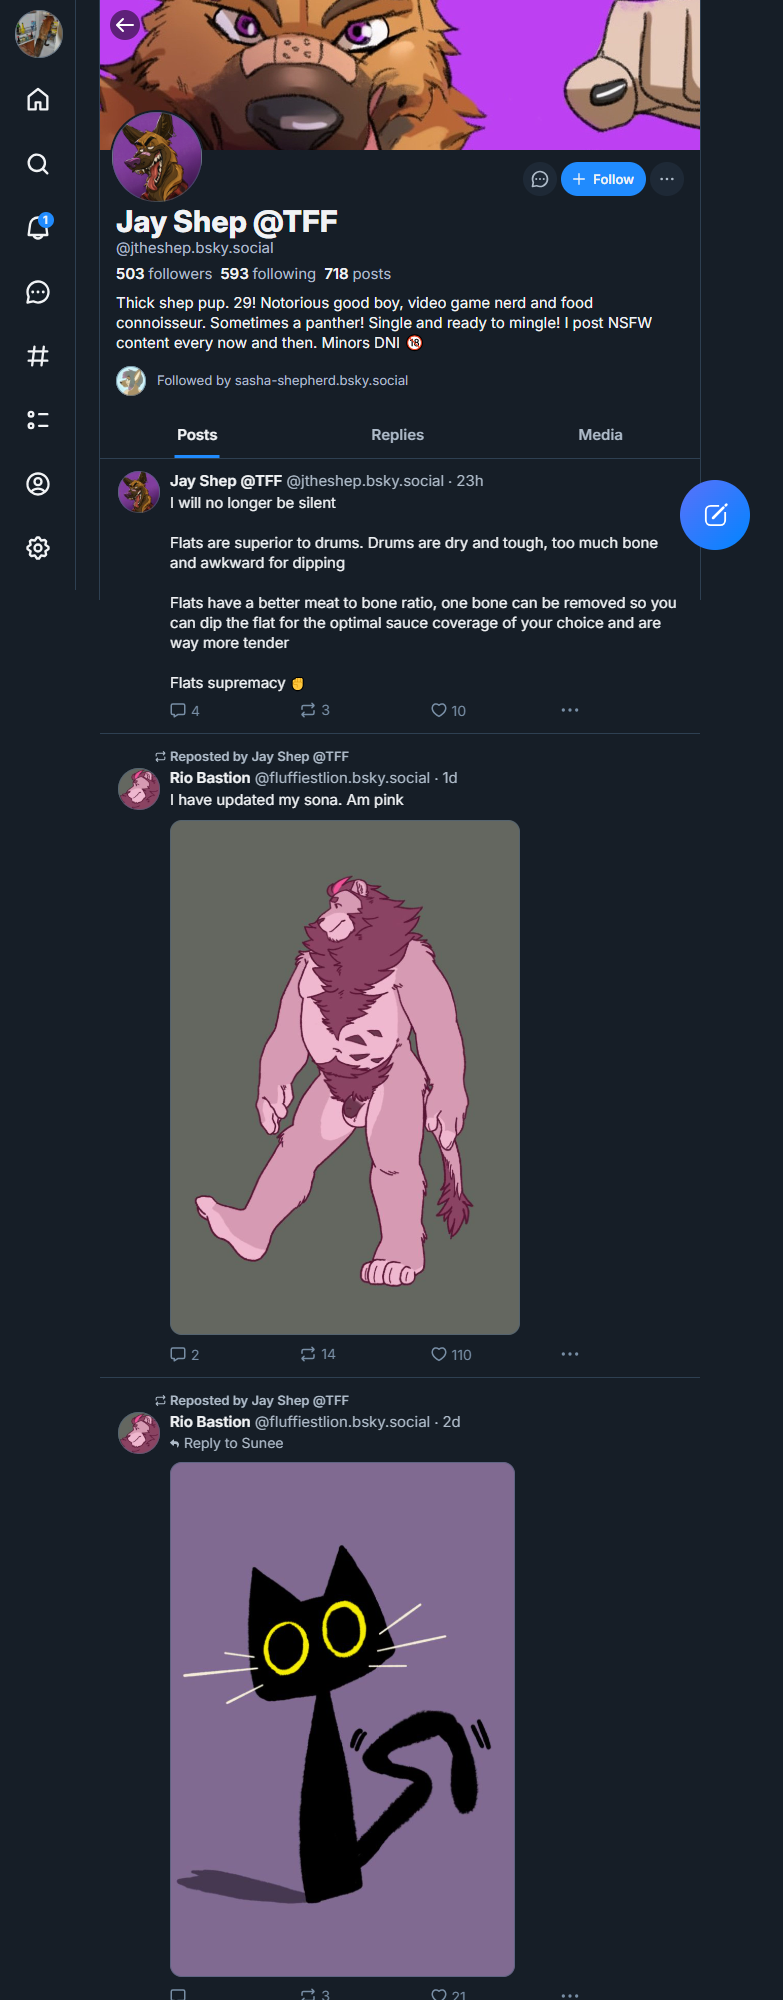 1
Follow
Jay Shep @TFF
@jtheshep.bsky.social
503 followers 593 following 718 posts
Thick shep pup. 29! Notorious good boy, video game nerd and food
connoisseur. Sometimes a panther! Single and ready to mingle! I post NSFW
content every now and then. Minors DNI 🔞
Followed by sasha-shepherd.bsky.social
Posts Replies Media
Jay Shep @TFF @jtheshep.bsky.social · 23h
I will no longer be silent
Flats are superior to drums. Drums are dry and tough, too much bone
and awkward for dipping
Flats have a better meat to bone ratio, one bone can be removed so you
can dip the flat for the optimal sauce coverage of your choice and are
way more tender
Flats supremacy ✊
4 3 10
Reposted by Jay Shep @TFF
Rio Bastion @fluffiestlion.bsky.social · 1d
I have updated my sona. Am pink
2 14 110
Reposted by Jay Shep @TFF
Rio Bastion @fluffiestlion.bsky.social · 2d
Reply to Sunee
3 21